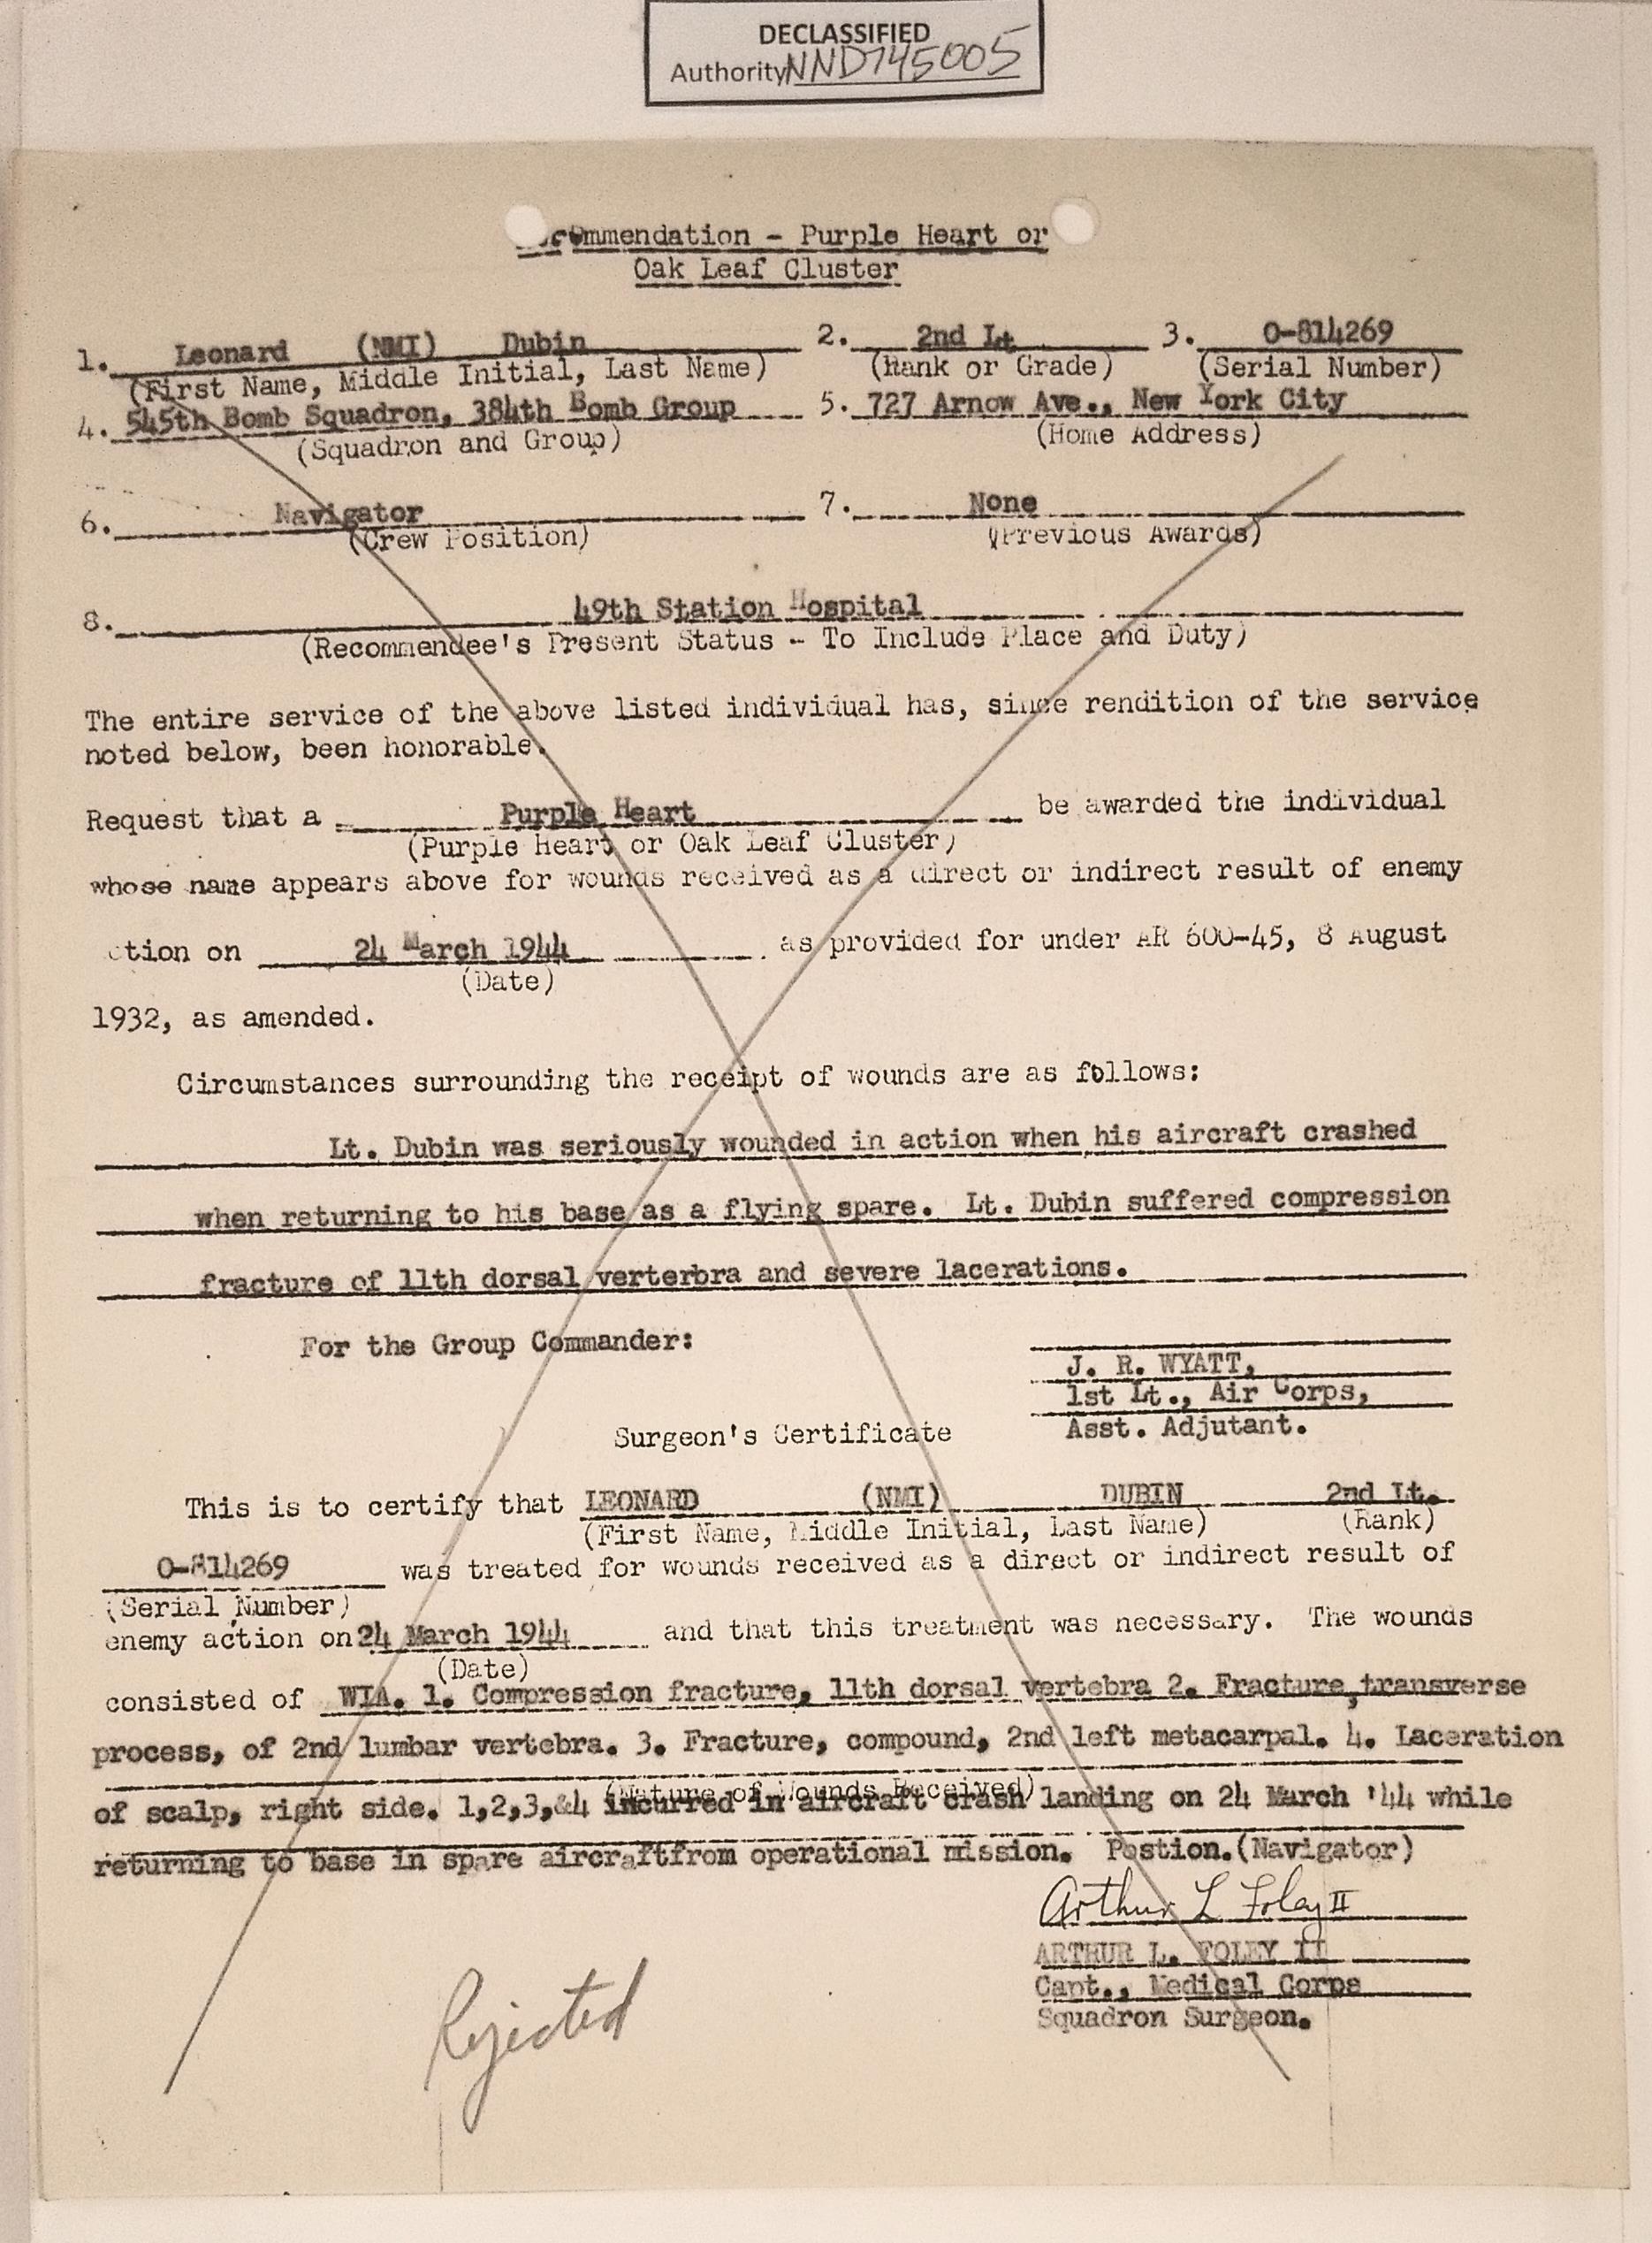 DECLASSIFIED
Authority NND745005
Recommendation - Purple Heart or
Oak Leaf Cluster
1. Leonard (NMI) Dubin 2. 2nd Lt 3. O-814269
(First Name, Middle Initial, Last Name) (Rank or Grade) (Serial Number)
4. 545th Bomb Squadron, 384th Bomb Group 5. 727 Arnow Ave., New York City
(Squadron and Group) (Home Address)
6. Navigator 7. None
(Crew Position) (Previous Awards)
8. 49th Station Hospital
(Recommendee's Present Status - To Include Place and Duty)
The entire service of the above listed individual has, since rendition of the service
noted below, been honorable.
Request that a Purple Heart be awarded the individual
(Purple Heart or Oak Leaf Cluster)
whose name appears above for wounds received as a direct or indirect result of enemy
ction on 24 March 1944 as provided for under AR 600-45, 8 August
(Date)
1932, as amended.
Circumstances surrounding the receipt of wounds are as follows:
Lt. Dubin was seriously wounded in action when his aircraft crashed
when returning to his base as a flying spare. Lt. Dubin suffered compression
fracture of 11th dorsal verterbra and severe lacerations.
For the Group Commander:
J. R. WYATT,
1st Lt., Air Corps,
Asst. Adjutant.
Surgeon's Certificate
This is to certify that LEONARD (NMI) DUBIN 2nd Lt.
(First Name, Middle Initial, Last Name) (Rank)
O-814269 was treated for wounds received as a direct or indirect result of
(Serial Number)
enemy action on 24 March 1944 and that this treatment was necessary. The wounds
(Date)
consisted of WIA. 1. Compression fracture, 11th dorsal vertebra 2. Fracture, transverse
process, of 2nd lumbar vertebra. 3. Fracture, compound, 2nd left metacarpal. 4. Laceration
(Nature of Wounds Received)
of scalp, right side. 1,2,3,&4 incurred in aircraft crash landing on 24 March '44 while
returning to base in spare aircraftfrom operational mission. Postion.(Navigator)
Arthur L Foley II
ARTHUR L. FOLEY II
Capt., Medical Corps
Squadron Surgeon.
Rejected